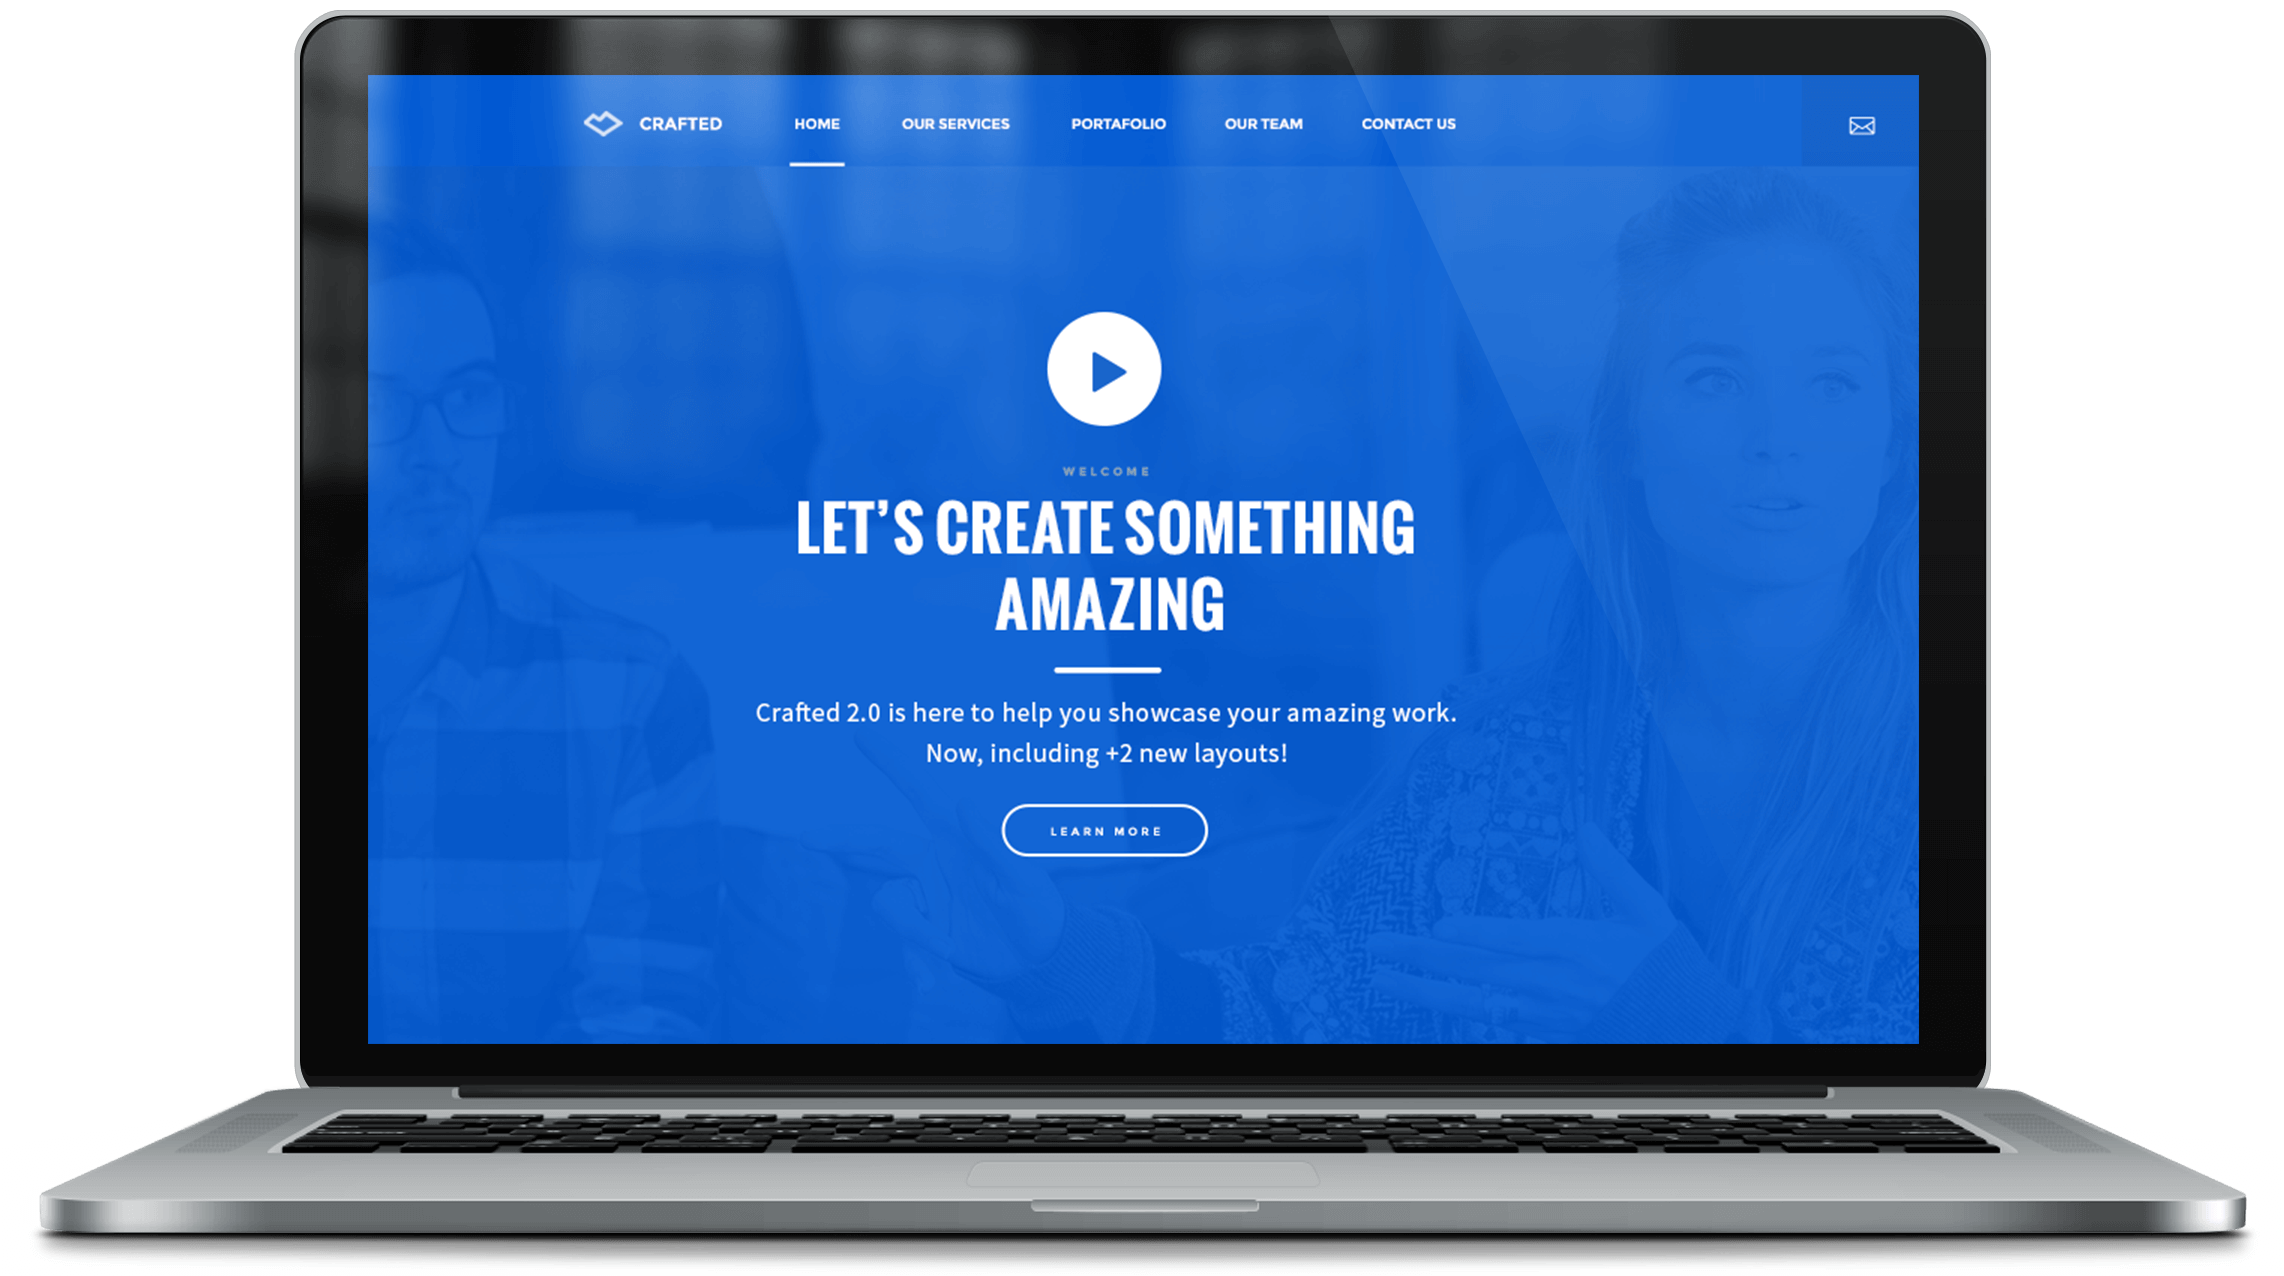 CRAFTED
HOME
OUR SERVICES
PORTAFOLIO
OUR TEAM
CONTACT US
WELCOME
LET’S CREATE SOMETHING
AMAZING
Crafted 2.0 is here to help you showcase your amazing work.
Now, including +2 new layouts!
LEARN MORE